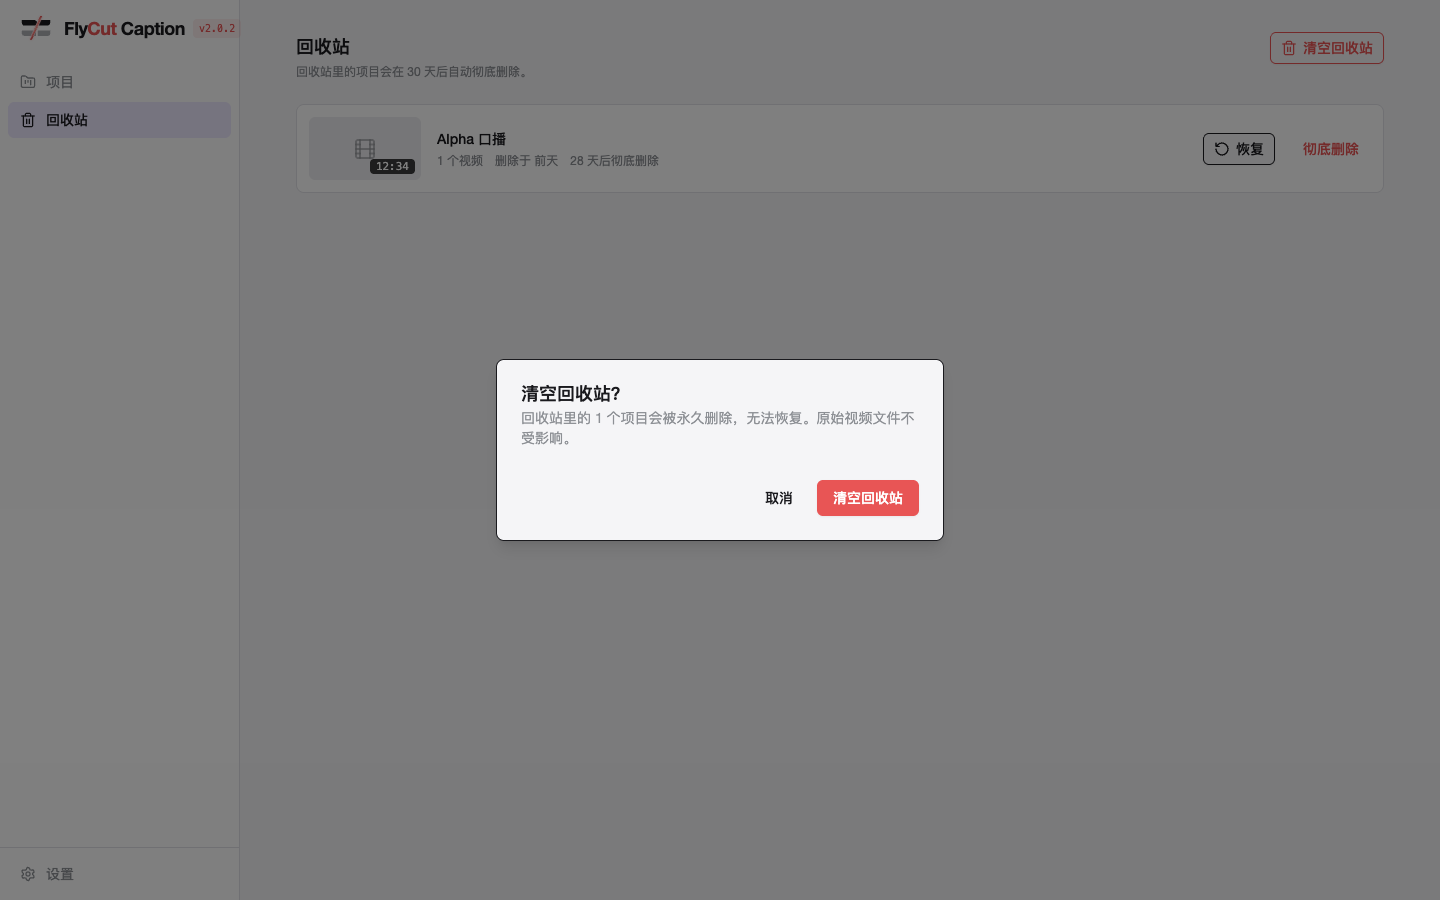 FlyCut Caption v2.0.2
项目
回收站
设置
回收站
回收站里的项目会在 30 天后自动彻底删除。
清空回收站
12:34
Alpha 口播
1 个视频 删除于 前天 28 天后彻底删除
恢复
彻底删除
清空回收站?
回收站里的 1 个项目会被永久删除，无法恢复。原始视频文件不
受影响。
取消
清空回收站